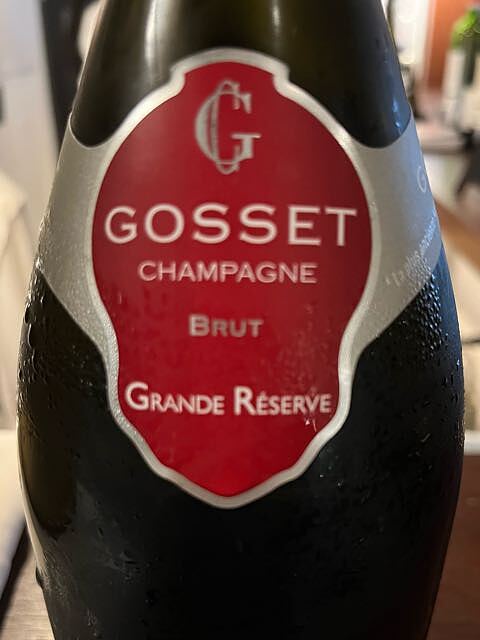 G
GOSSET
CHAMPAGNE
BRUT
GRANDE RÉSERVE